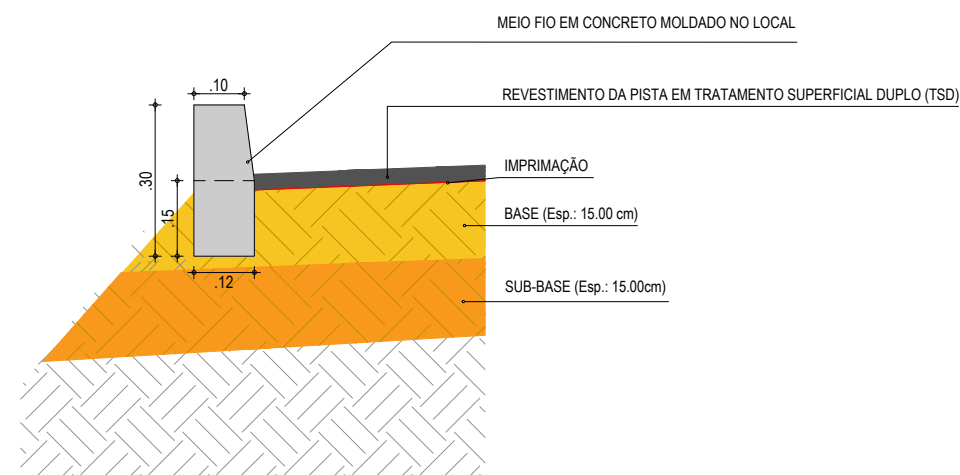 MEIO FIO EM CONCRETO MOLDADO NO LOCAL
.10
REVESTIMENTO DA PISTA EM TRATAMENTO SUPERFICIAL DUPLO (TSD)
IMPRIMAÇÃO
.30
.15
BASE (Esp.: 15.00 cm)
.12
SUB-BASE (Esp.: 15.00cm)